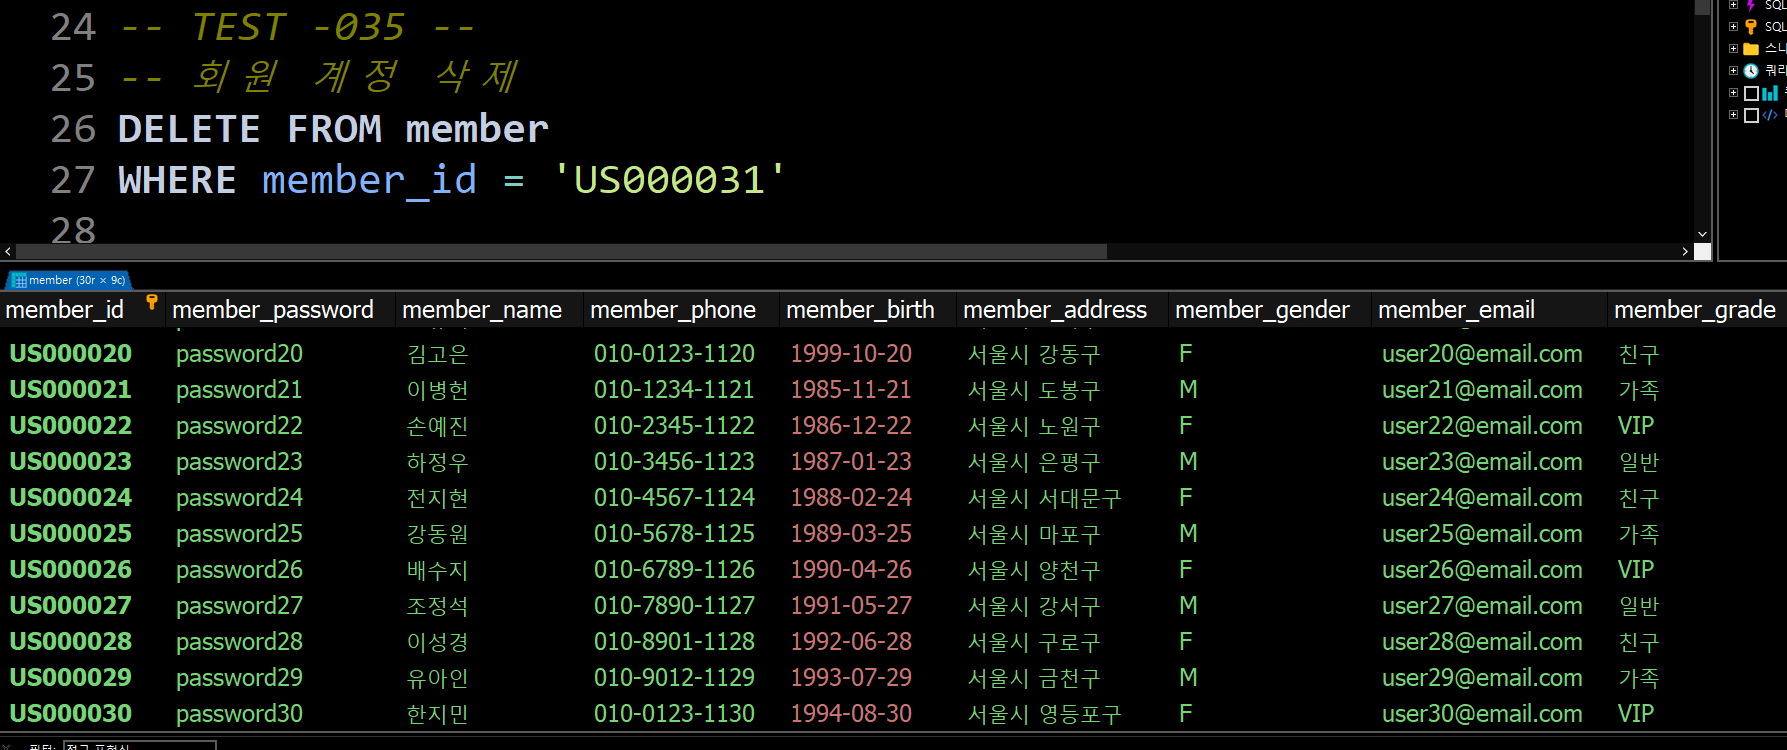 24 -- TEST -035 --
25 -- 회원 계정 삭제
26 DELETE FROM member
27 WHERE member_id = 'US000031'
28
SQL
SQL
member (30r × 9c)
member_id member_password member_name member_phone member_birth member_address member_gender member_email member_grade
US000020 password20 김고은 010-0123-1120 1999-10-20 서울시 강동구 F user20@email.com 친구
US000021 password21 이병헌 010-1234-1121 1985-11-21 서울시 도봉구 M user21@email.com 가족
US000022 password22 손예진 010-2345-1122 1986-12-22 서울시 노원구 F user22@email.com VIP
US000023 password23 하정우 010-3456-1123 1987-01-23 서울시 은평구 M user23@email.com 일반
US000024 password24 전지현 010-4567-1124 1988-02-24 서울시 서대문구 F user24@email.com 친구
US000025 password25 강동원 010-5678-1125 1989-03-25 서울시 마포구 M user25@email.com 가족
US000026 password26 배수지 010-6789-1126 1990-04-26 서울시 양천구 F user26@email.com VIP
US000027 password27 조정석 010-7890-1127 1991-05-27 서울시 강서구 M user27@email.com 일반
US000028 password28 이성경 010-8901-1128 1992-06-28 서울시 구로구 F user28@email.com 친구
US000029 password29 유아인 010-9012-1129 1993-07-29 서울시 금천구 M user29@email.com 가족
US000030 password30 한지민 010-0123-1130 1994-08-30 서울시 영등포구 F user30@email.com VIP